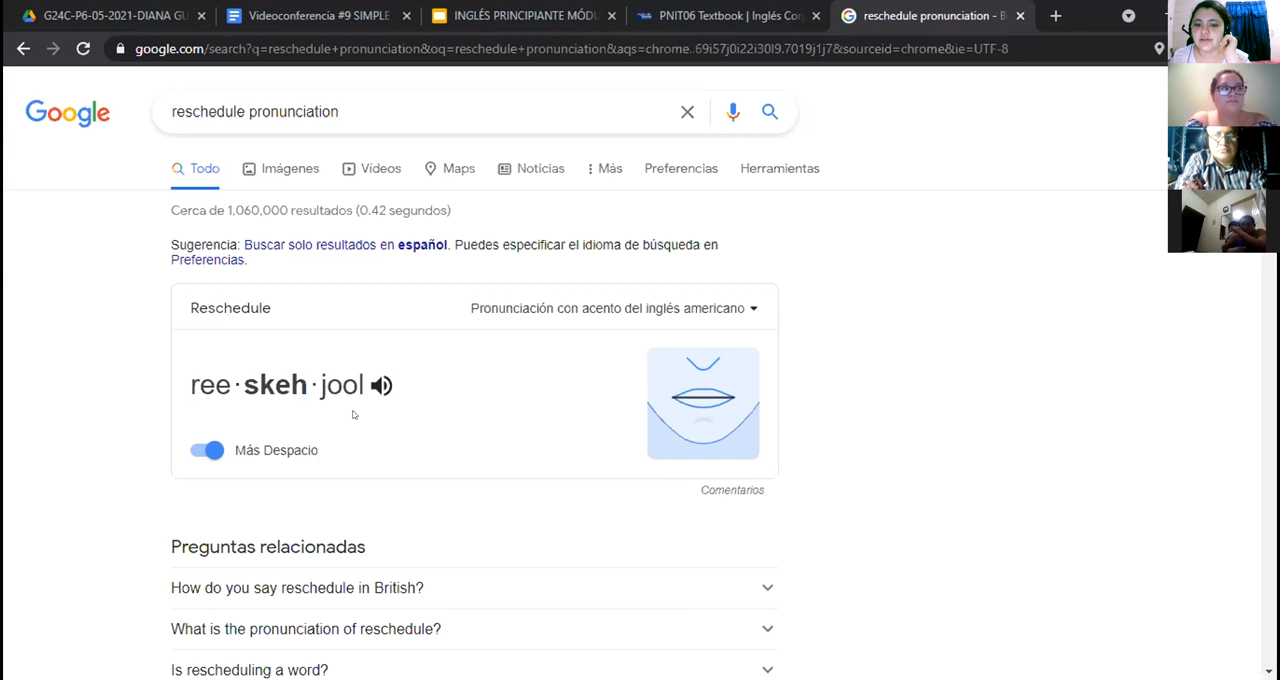 G24C-P6-05-2021-DIANA GU
Videoconferencia #9 SIMPLE
INGLÉS PRINCIPIANTE MÓDU
PNIT06 Textbook | Inglés Cor
reschedule pronunciation - B
google.com/search?q=reschedule+pronunciation&oq=reschedule+pronunciation&aqs=chrome..69i57j0i22i30l9.7019j1j7&sourceid=chrome&ie=UTF-8
Google
reschedule pronunciation
Todo Imágenes Videos Maps Noticias Más Preferencias Herramientas
Cerca de 1,060,000 resultados (0.42 segundos)
Sugerencia: Buscar solo resultados en español. Puedes especificar el idioma de búsqueda en
Preferencias.
Reschedule Pronunciación con acento del inglés americano
ree·skeh·jool
Más Despacio
Comentarios
Preguntas relacionadas
How do you say reschedule in British?
What is the pronunciation of reschedule?
Is rescheduling a word?